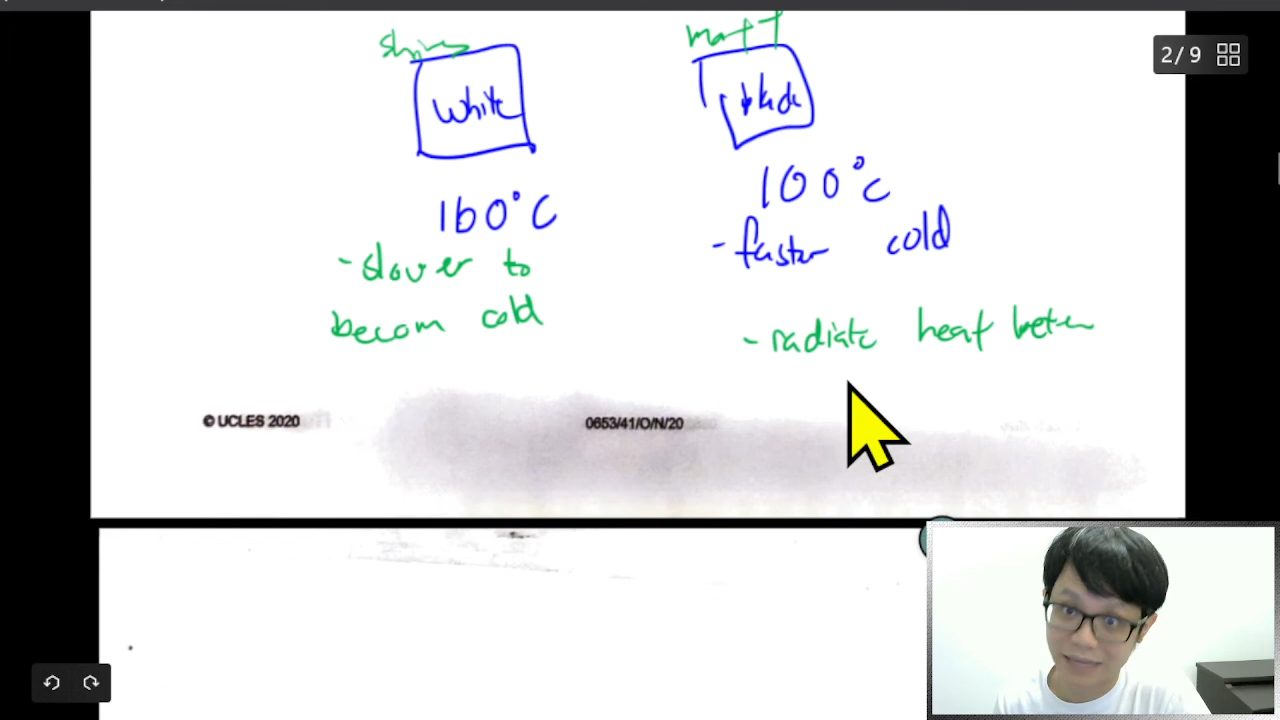 shiny matt
2/9
white black
100°C 100°C
- slower to - faster cold
becom cold - radiate heat better
© UCLES 2020 0653/41/O/N/20